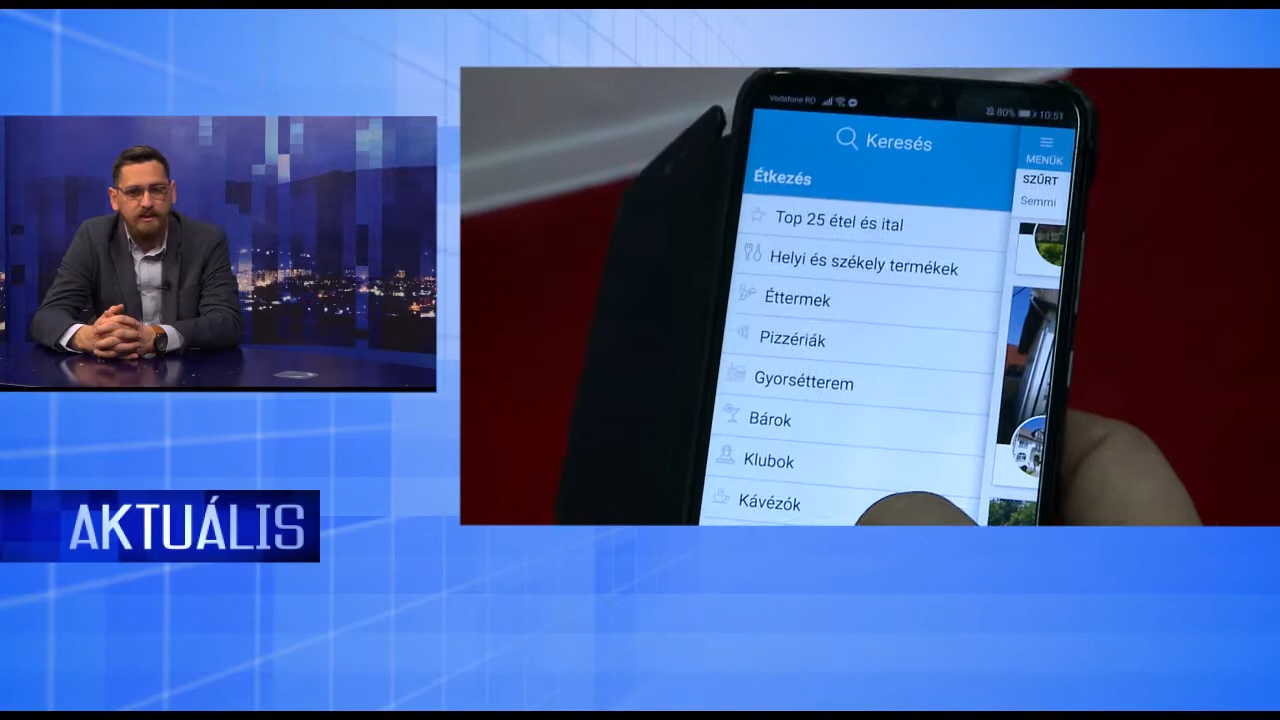 Vodafone RO
80% 10:51
Keresés
MENÜK
Étkezés
SZŰRT
Semmi
Top 25 étel és ital
Helyi és székely termékek
Éttermek
Pizzériák
Gyorsétterem
Bárok
Klubok
Kávézók
AKTUÁLIS